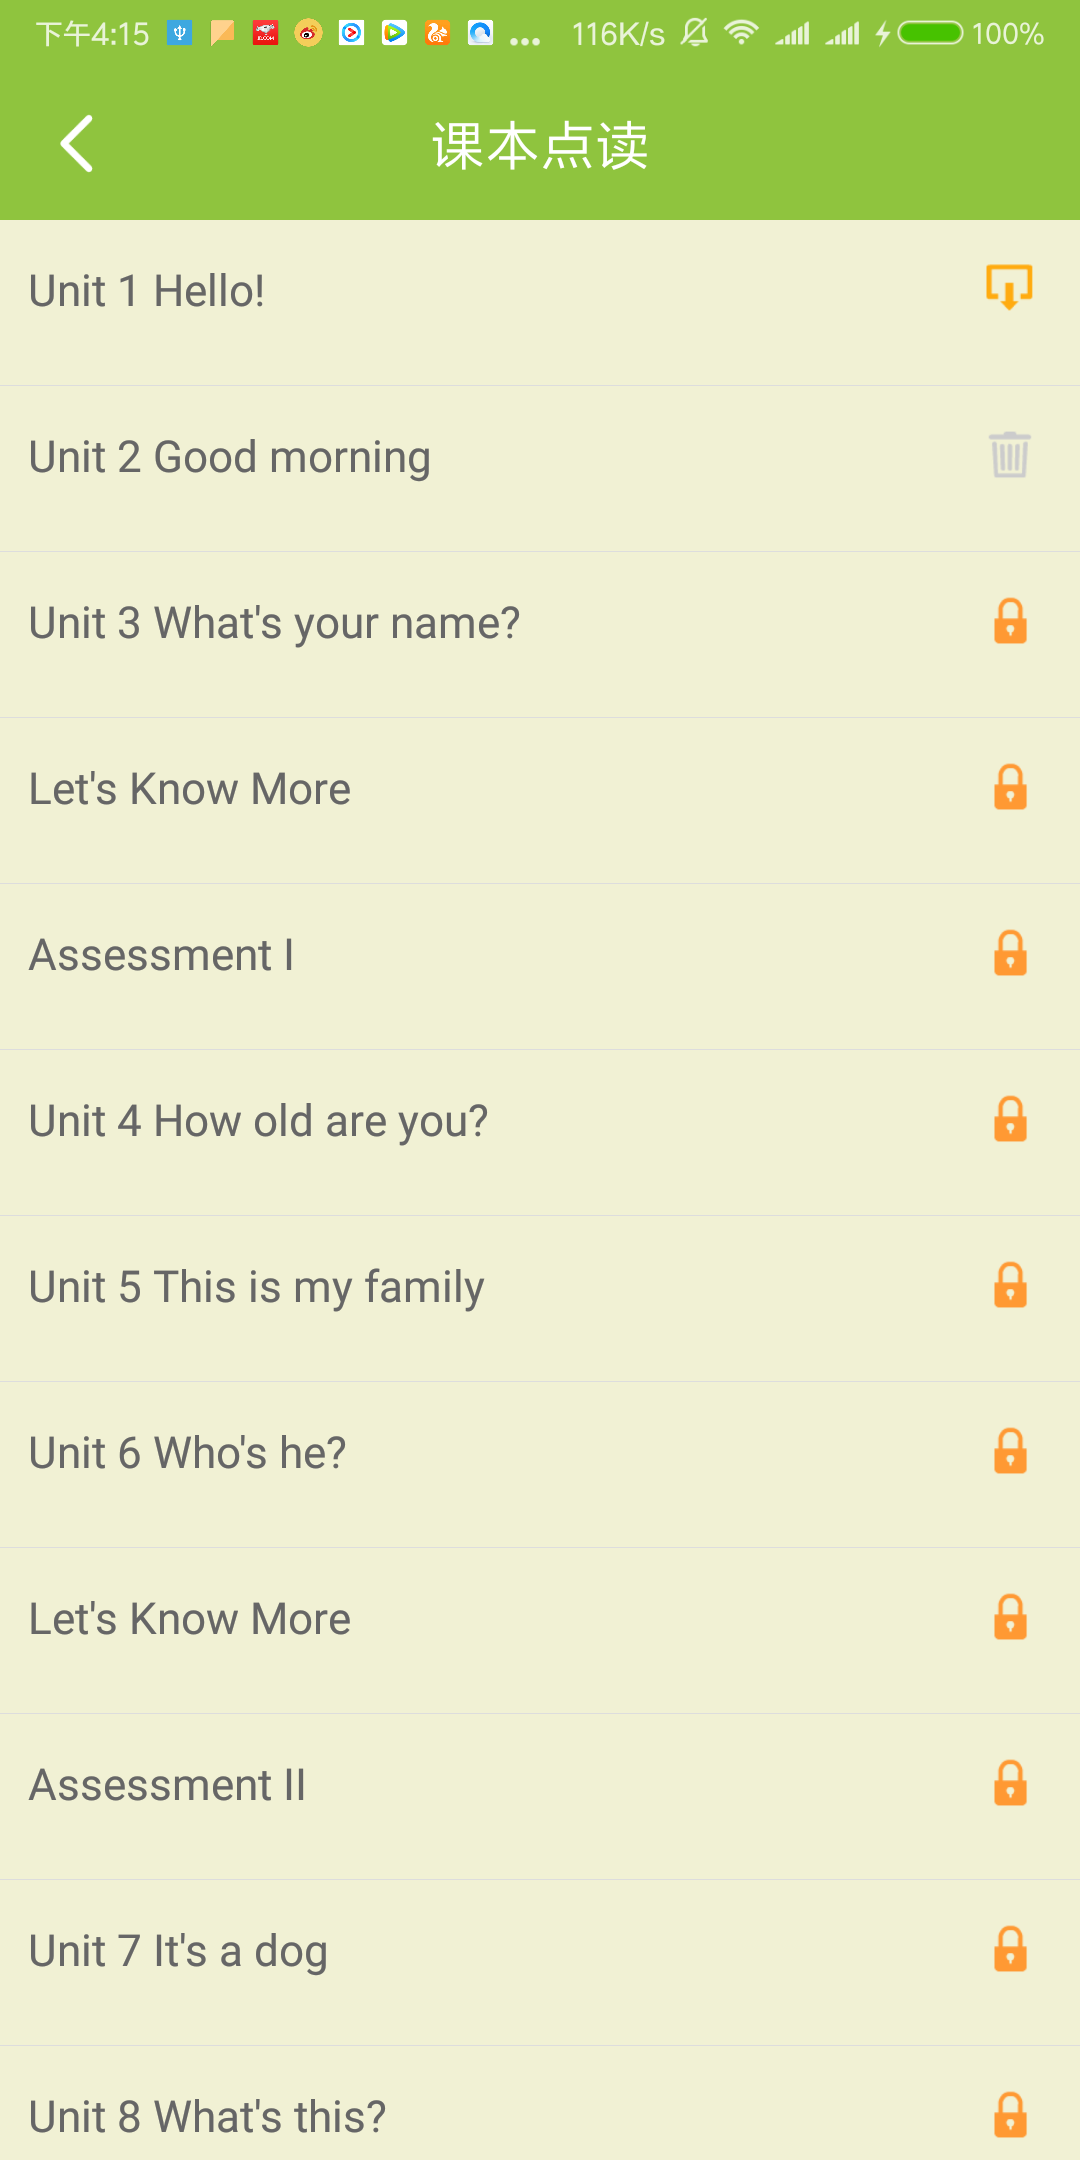 下午4:15 ... 116K/s 100%
课本点读
Unit 1 Hello!
Unit 2 Good morning
Unit 3 What's your name?
Let's Know More
Assessment I
Unit 4 How old are you?
Unit 5 This is my family
Unit 6 Who's he?
Let's Know More
Assessment II
Unit 7 It's a dog
Unit 8 What's this?